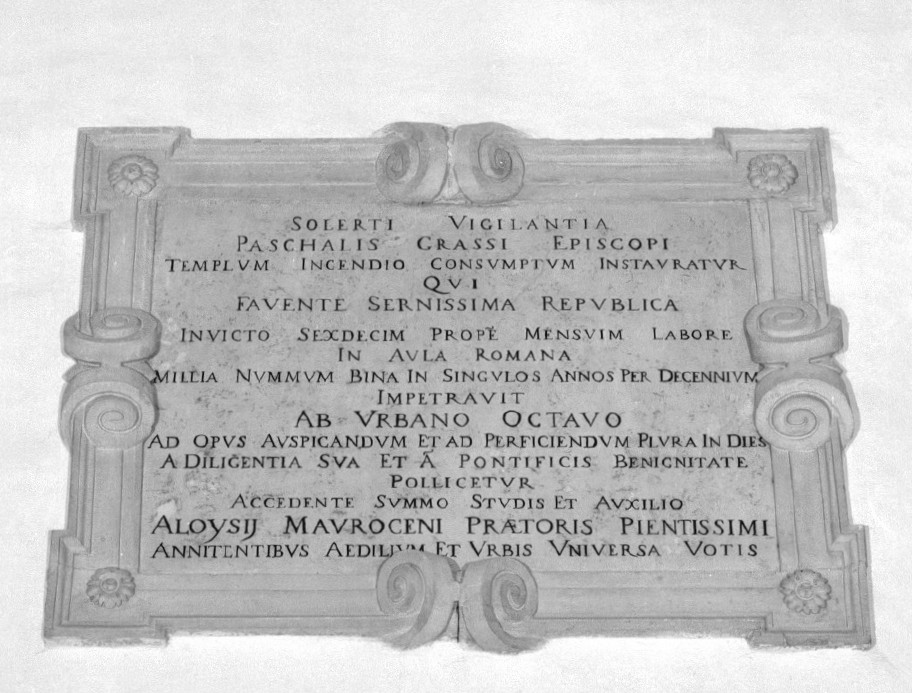 SOLERTI VIGILANTIA
PASCHALIS GRASSI EPISCOPI
TEMPLVM INCENDIO CONSVMPTVM INSTAVRATVR
QVI
FAVENTE SERNISSIMA REPVBLICA
INVICTO SEXDECIM PROPÈ MENSVIM LABORE
IN AVLA ROMANA
MILLIA NVMMVM BINA IN SINGVLOS ANNOS PER DECENNIVM
IMPETRAVIT
AB VRBANO OCTAVO
AD OPVS AVSPICANDVM ET AD PERFICIENDVM PLVRA IN DIES
A DILIGENTIA SVA ET Ã PONTIFICIS BENIGNITATE
POLLICETVR
ACCEDENTE SVMMO STVDIS ET AVXILIO
ALOYSIJ MAVROCENI PRÆTORIS PIENTISSIMI
ANNITENTIBVS AEDILIVM ET VRBIS VNIVERSA VOTIS